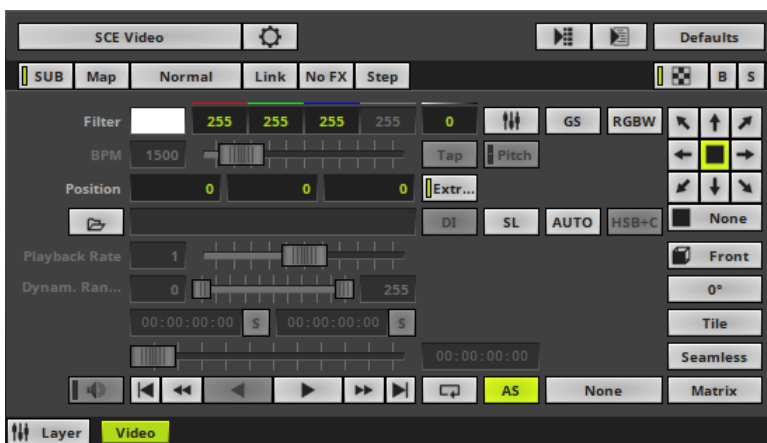 SCE Video Defaults
SUB Map Normal Link No FX Step B S
Filter 255 255 255 255 0 GS RGBW
BPM 1500 Tap Pitch
Position 0 0 0 Extr...
DI SL AUTO HSB+C None
Playback Rate 1 Front
Dynam. Ran... 0 255 0°
00:00:00:00 S 00:00:00:00 S Tile
00:00:00:00 Seamless
AS None Matrix
Layer Video